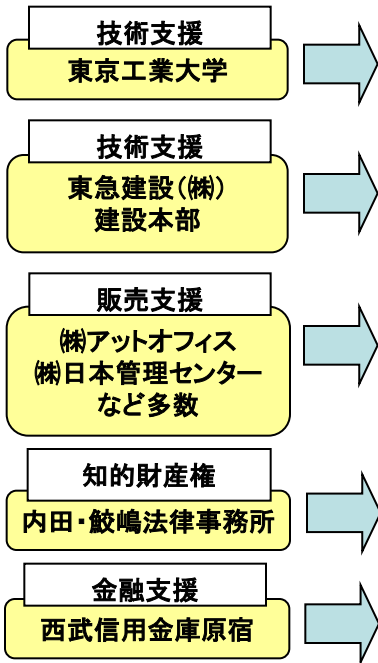 技術支援
東京工業大学
技術支援
東急建設（㈱）
建設本部
販売支援
㈱アットオフィス
㈱日本管理センター
など多数
知的財産権
内田・鮫嶋法律事務所
金融支援
西武信用金庫原宿